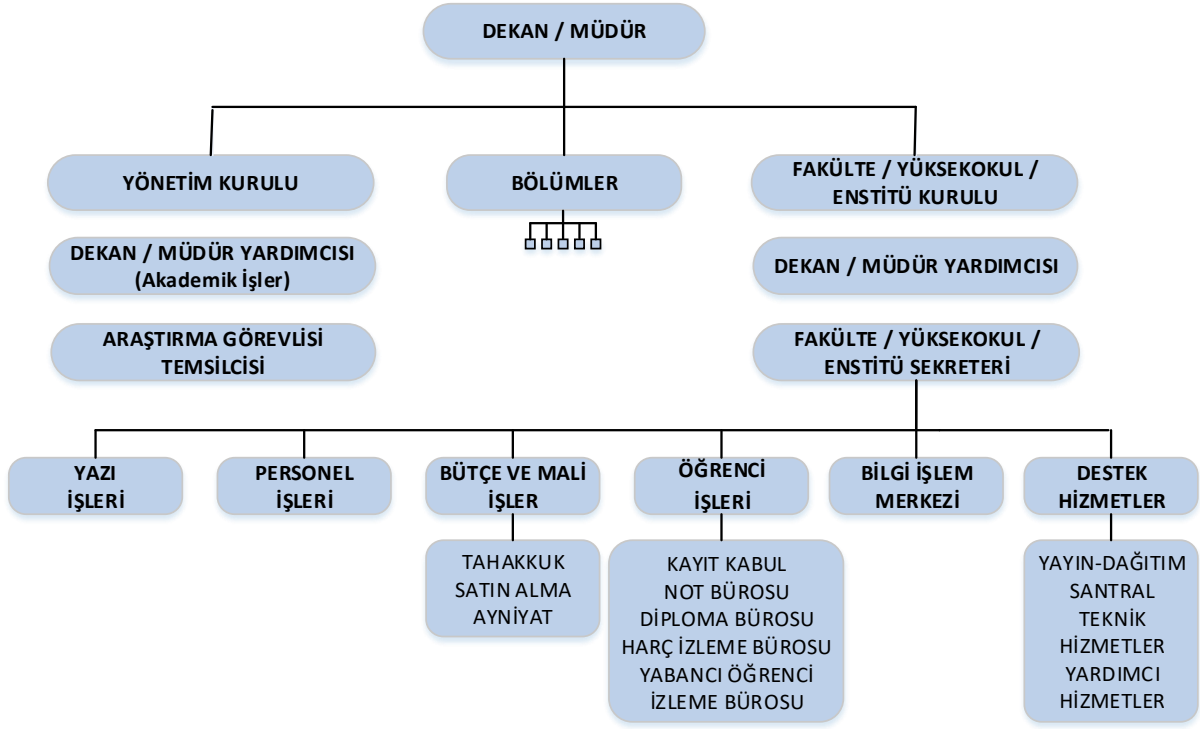 DEKAN / MÜDÜR
YÖNETİM KURULU
BÖLÜMLER
FAKÜLTE / YÜKSEKOKUL /
ENSTİTÜ KURULU
DEKAN / MÜDÜR YARDIMCISI
(Akademik İşler)
DEKAN / MÜDÜR YARDIMCISI
ARAŞTIRMA GÖREVLİSİ
TEMSİLCİSİ
FAKÜLTE / YÜKSEKOKUL /
ENSTİTÜ SEKRETERİ
YAZI
İŞLERİ
PERSONEL
İŞLERİ
BÜTÇE VE MALİ
İŞLER
ÖĞRENCİ
İŞLERİ
BİLGİ İŞLEM
MERKEZİ
DESTEK
HİZMETLER
TAHAKKUK
SATIN ALMA
AYNİYAT
KAYIT KABUL
NOT BÜROSU
DİPLOMA BÜROSU
HARÇ İZLEME BÜROSU
YABANCI ÖĞRENCİ
İZLEME BÜROSU
YAYIN-DAĞITIM
SANTRAL
TEKNİK
HİZMETLER
YARDIMCI
HİZMETLER